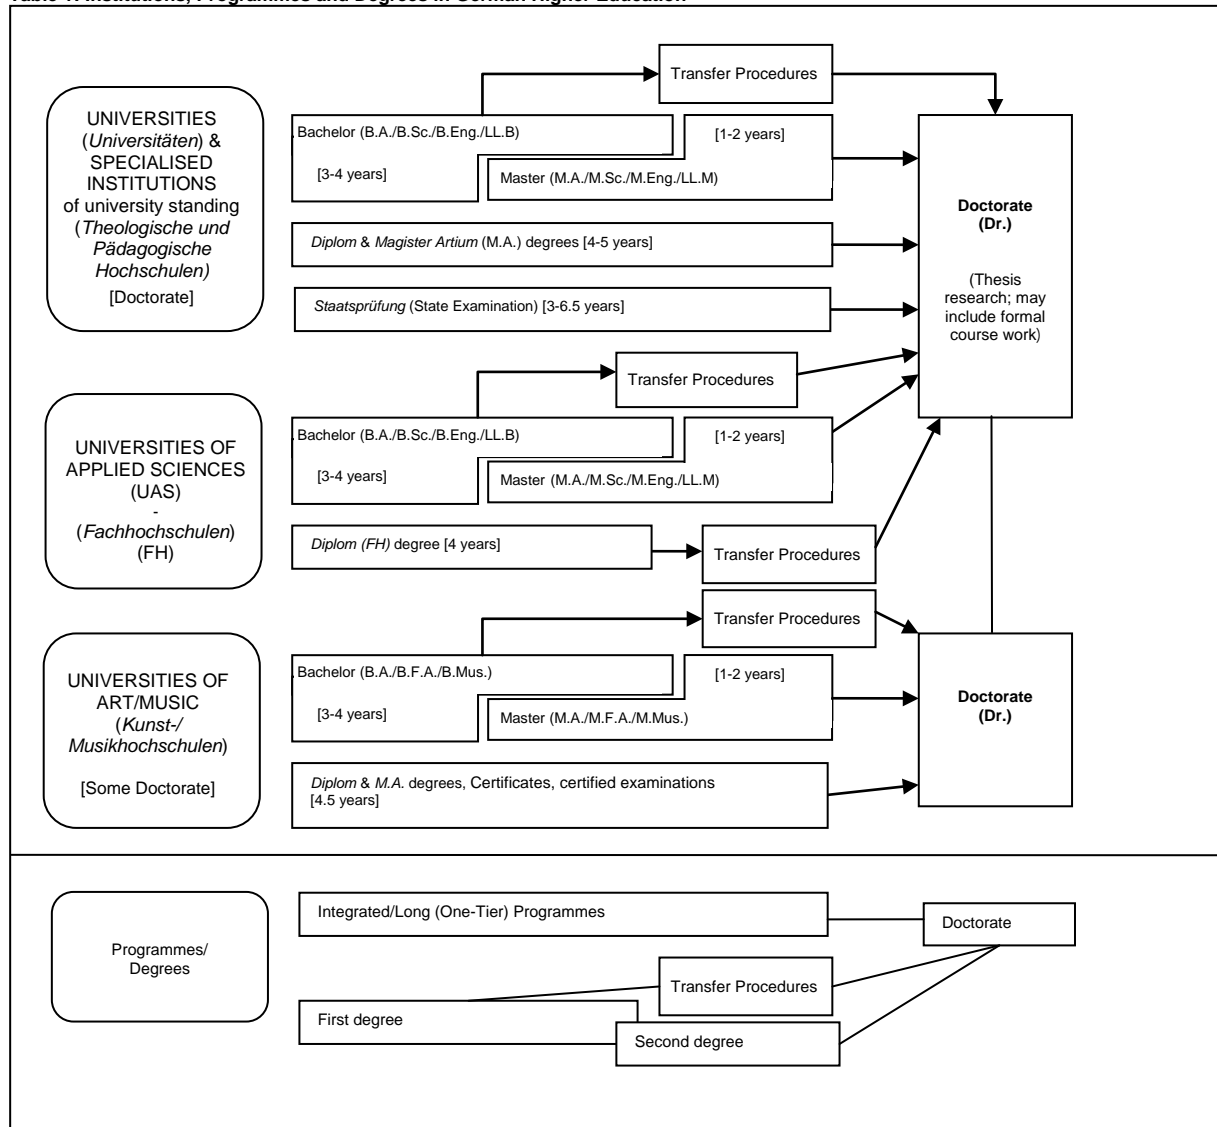 Table 1: Institutions, Programmes and Degrees in German Higher Education
Transfer Procedures
UNIVERSITIES
(Universitäten) &
SPECIALISED
INSTITUTIONS
of university standing
(Theologische und
Pädagogische
Hochschulen)
[Doctorate]
Bachelor (B.A./B.Sc./B.Eng./LL.B)
[3-4 years]
[1-2 years]
Master (M.A./M.Sc./M.Eng./LL.M)
Diplom & Magister Artium (M.A.) degrees [4-5 years]
Staatsprüfung (State Examination) [3-6.5 years]
Doctorate
(Dr.)
(Thesis
research; may
include formal
course work)
Transfer Procedures
UNIVERSITIES OF
APPLIED SCIENCES
(UAS)
-
(Fachhochschulen)
(FH)
Bachelor (B.A./B.Sc./B.Eng./LL.B)
[3-4 years]
[1-2 years]
Master (M.A./M.Sc./M.Eng./LL.M)
Diplom (FH) degree [4 years]
Transfer Procedures
Transfer Procedures
UNIVERSITIES OF
ART/MUSIC
(Kunst-/
Musikhochschulen)
[Some Doctorate]
Bachelor (B.A./B.F.A./B.Mus.)
[3-4 years]
[1-2 years]
Master (M.A./M.F.A./M.Mus.)
Diplom & M.A. degrees, Certificates, certified examinations
[4.5 years]
Doctorate
(Dr.)
Programmes/
Degrees
Integrated/Long (One-Tier) Programmes
Doctorate
Transfer Procedures
First degree
Second degree